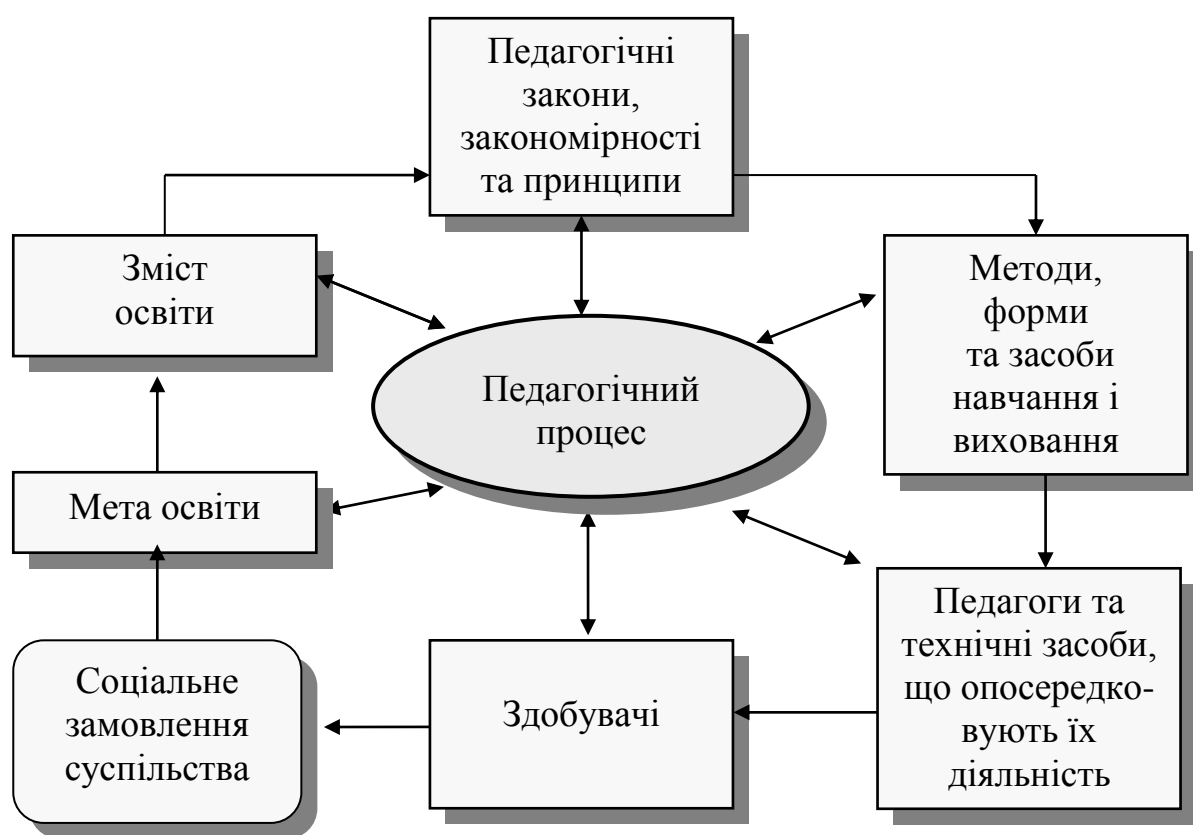 Педагогічні
закони,
закономірності
та принципи
Зміст
освіти
Методи,
форми
та засоби
навчання і
виховання
Педагогічний
процес
Мета освіти
Педагоги та
технічні засоби,
що опосередко-
вують їх
діяльність
Здобувачі
Соціальне
замовлення
суспільства